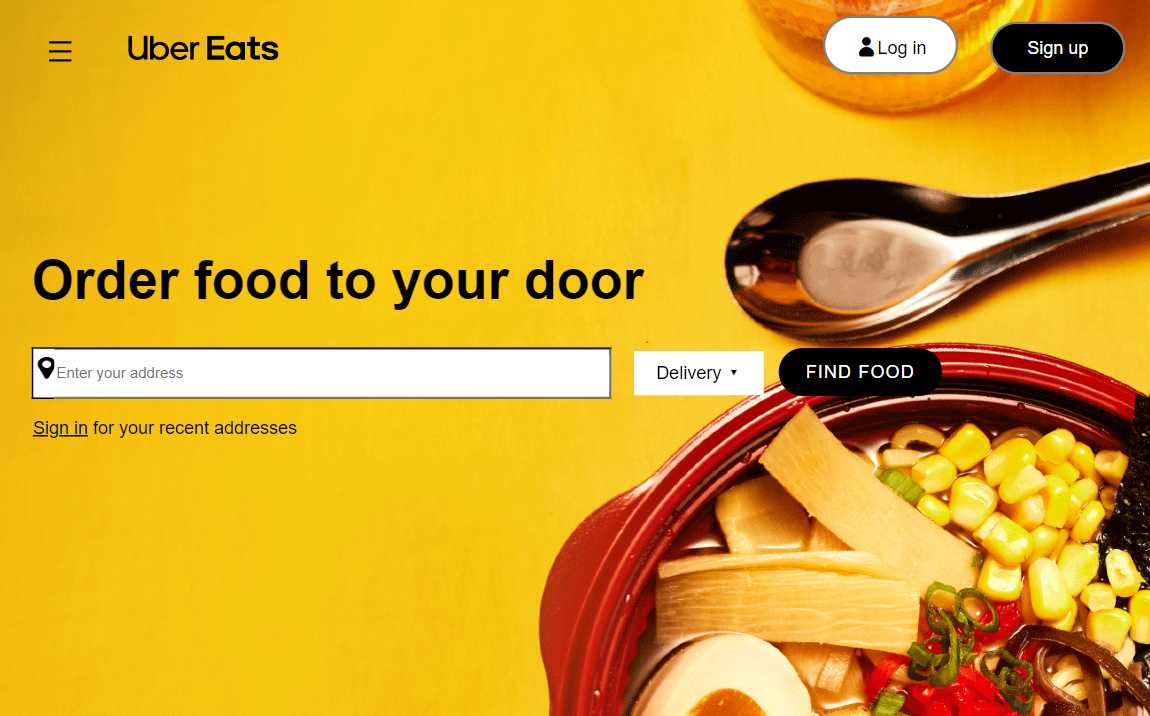 Uber Eats
Log in
Sign up
Order food to your door
Enter your address
Delivery
FIND FOOD
Sign in for your recent addresses